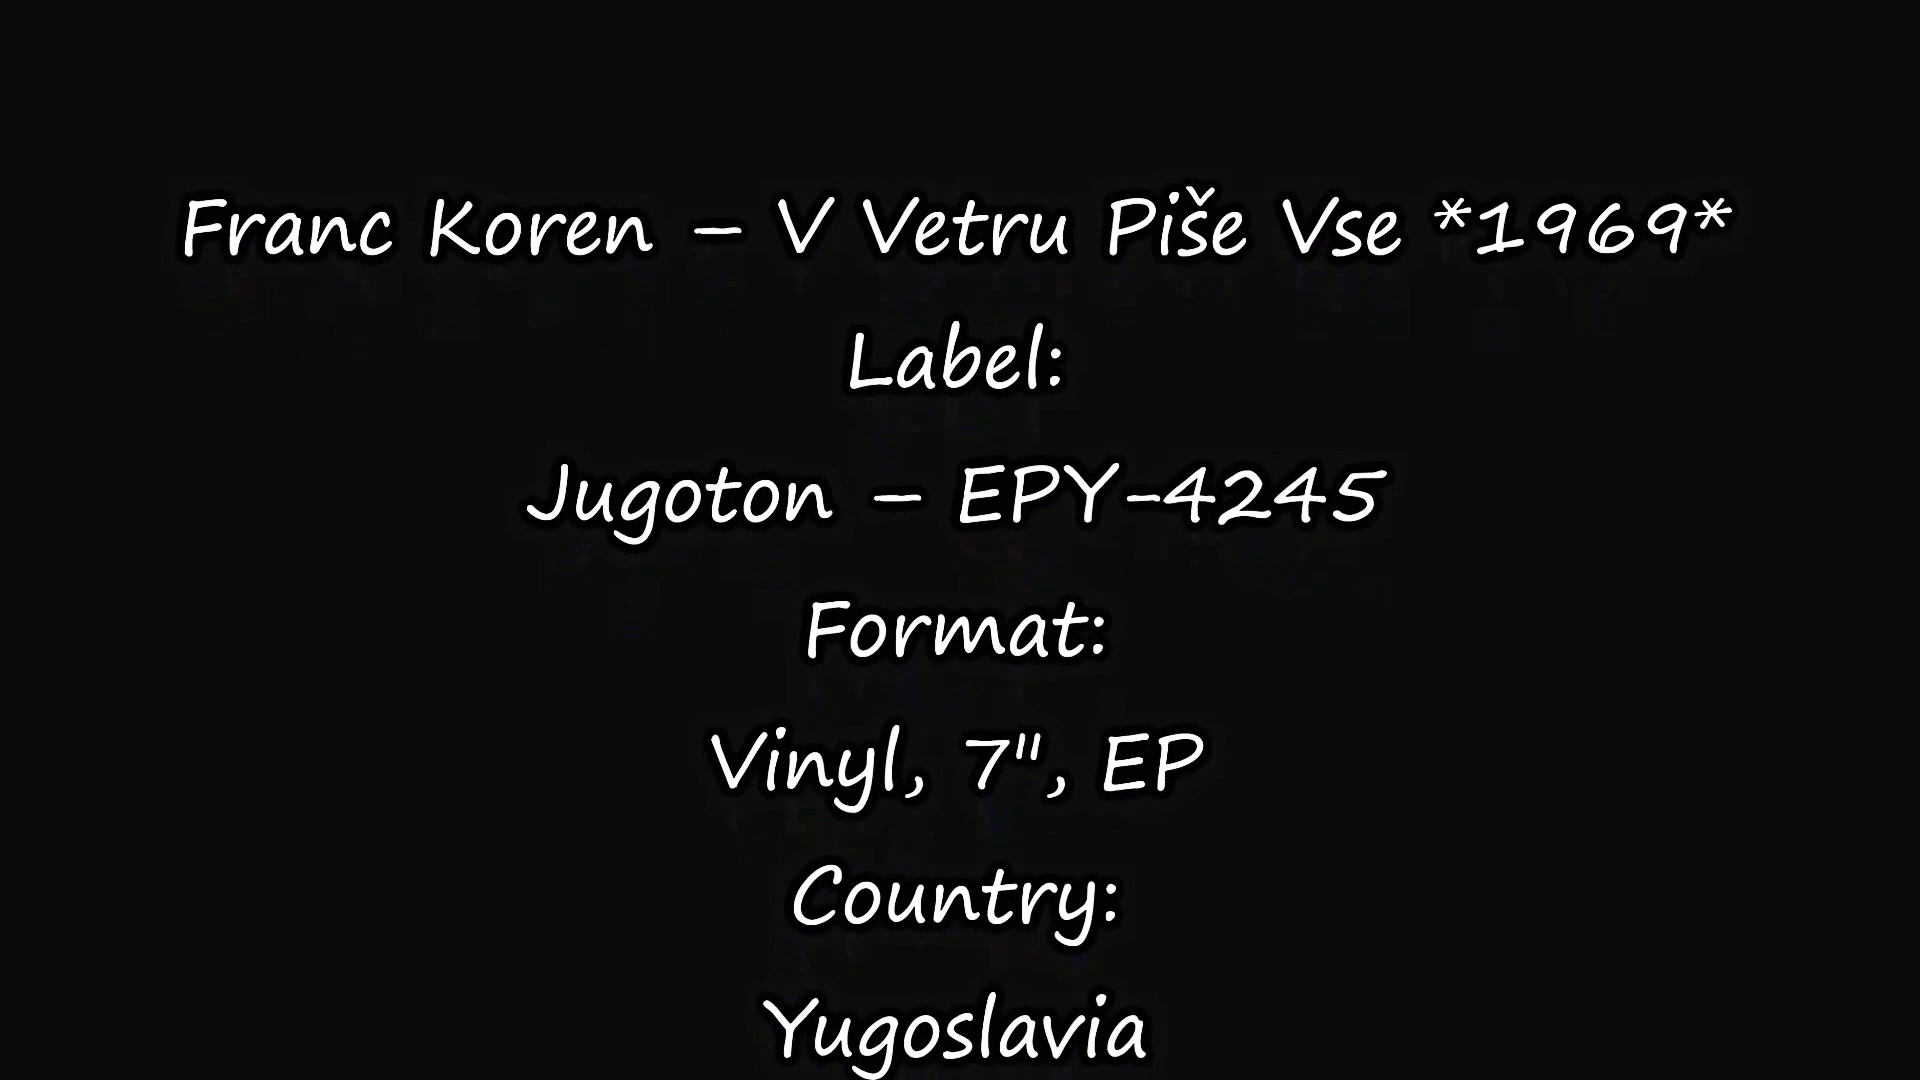 Franc Koren – V Vetru Piše Vse *1969*
Label:
Jugoton – EPY-4245
Format:
Vinyl, 7", EP
Country:
Yugoslavia